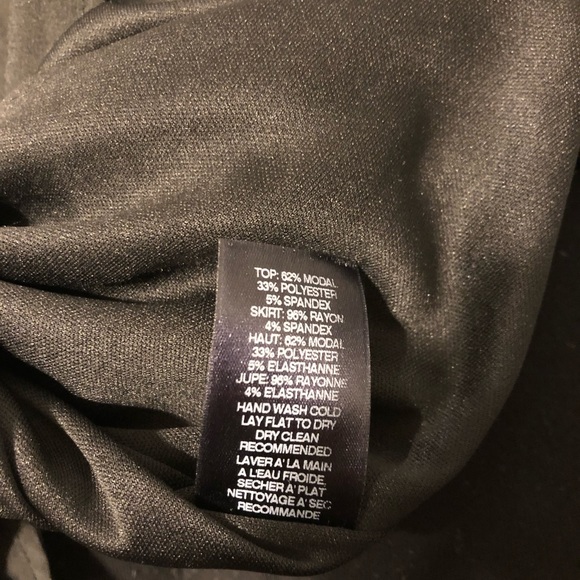 TOP: 62% MODAL
33% POLYESTER
5% SPANDEX
SKIRT: 96% RAYON
4% SPANDEX
HAUT: 62% MODAL
33% POLYESTER
5% ELASTHANNE
JUPE: 96% RAYONNE
4% ELASTHANNE
HAND WASH COLD
LAY FLAT TO DRY
DRY CLEAN
RECOMMENDED
LAVER A' LA MAIN
A L'EAU FROIDE,
SECHER A' PLAT
NETTOYAGE A' SEC
RECOMMANDE